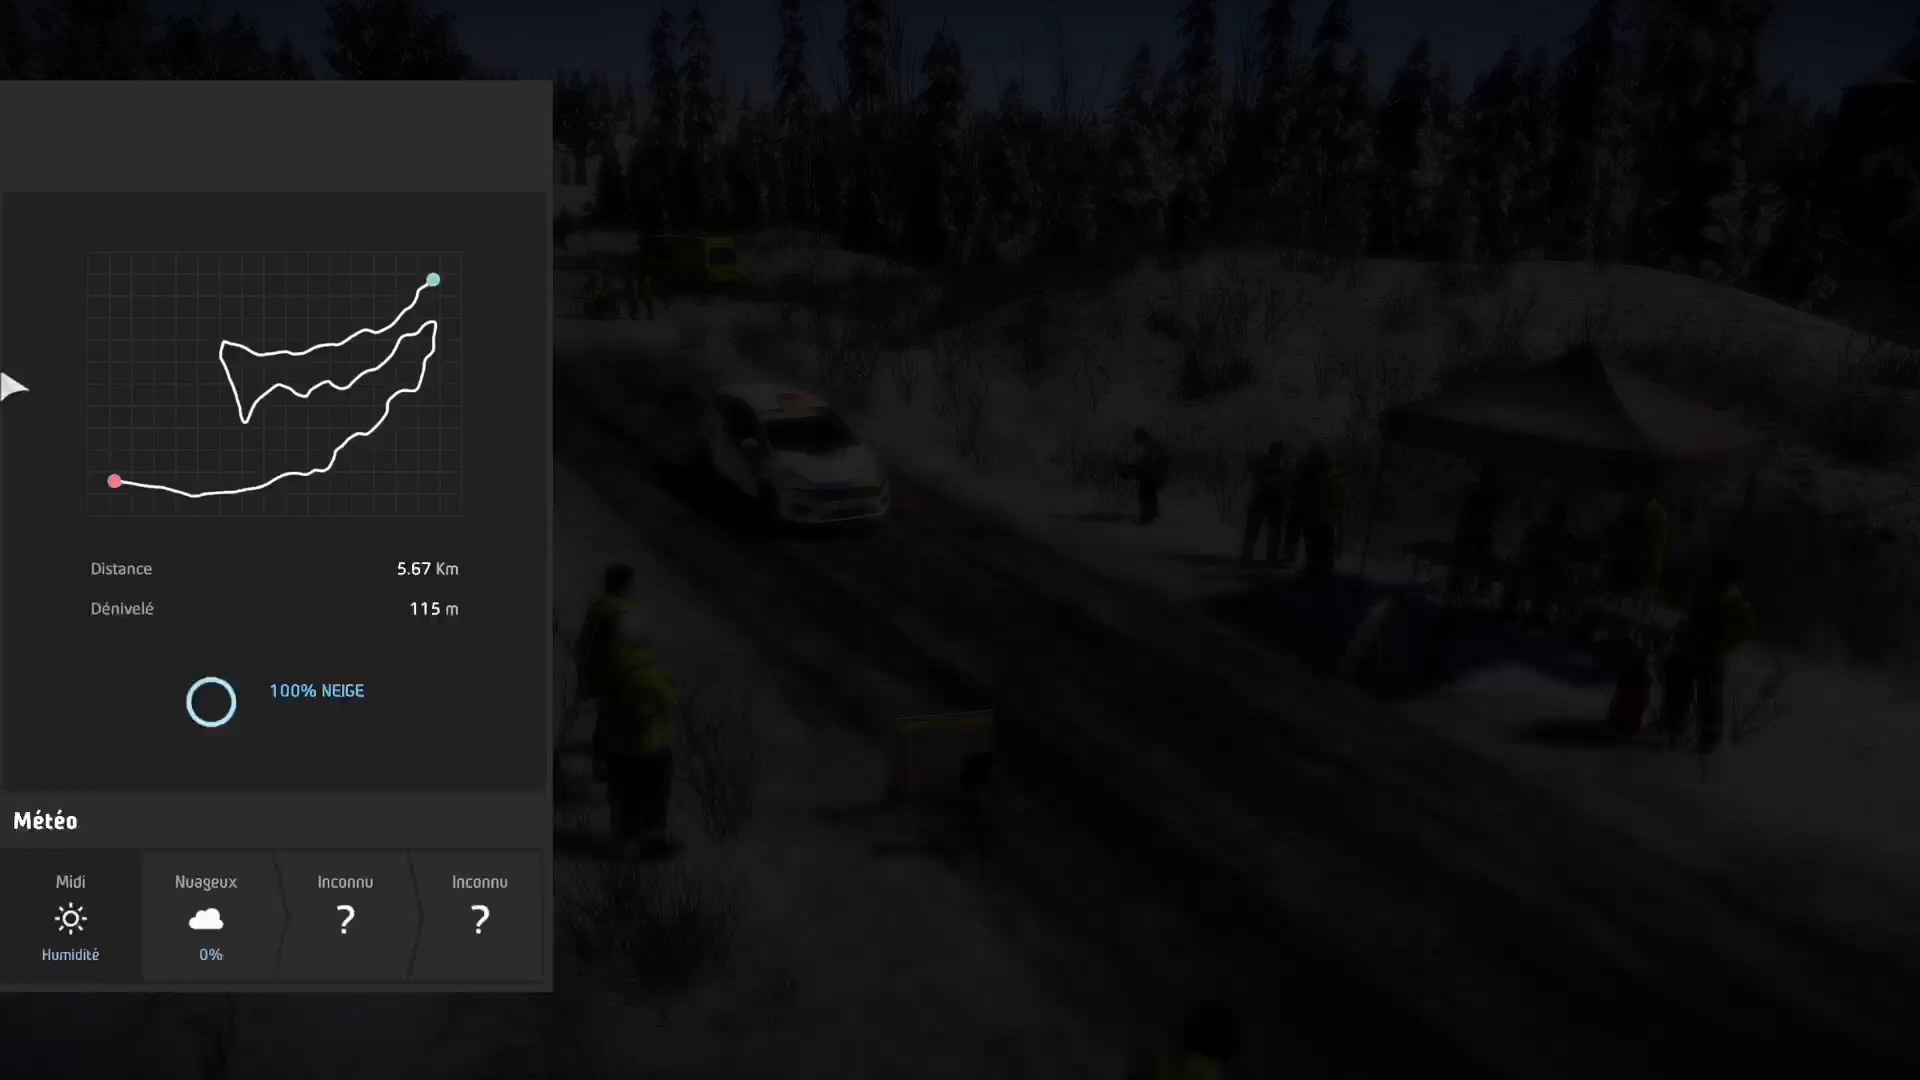 Distance 5.67 Km
Dénivelé 115 m
100% NEIGE
Météo
Midi Nuageux Inconnu Inconnu
? ?
Humidité 0%